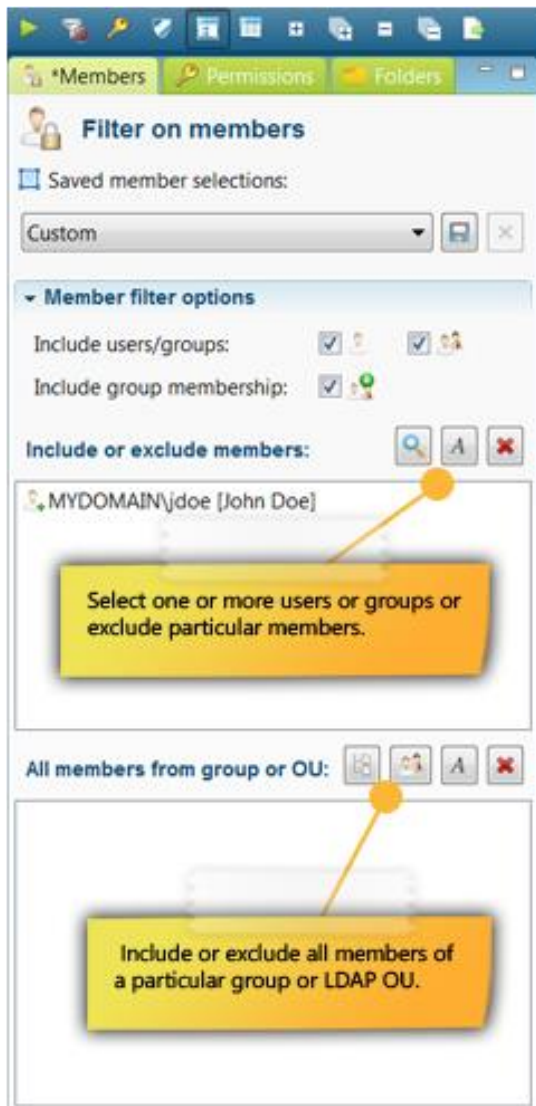 *Members Permissions Folders
Filter on members
Saved member selections:
Custom
Member filter options
Include users/groups:
Include group membership:
Include or exclude members: A
MYDOMAIN\jdoe [John Doe]
Select one or more users or groups or
exclude particular members.
All members from group or OU: A
Include or exclude all members of
a particular group or LDAP OU.